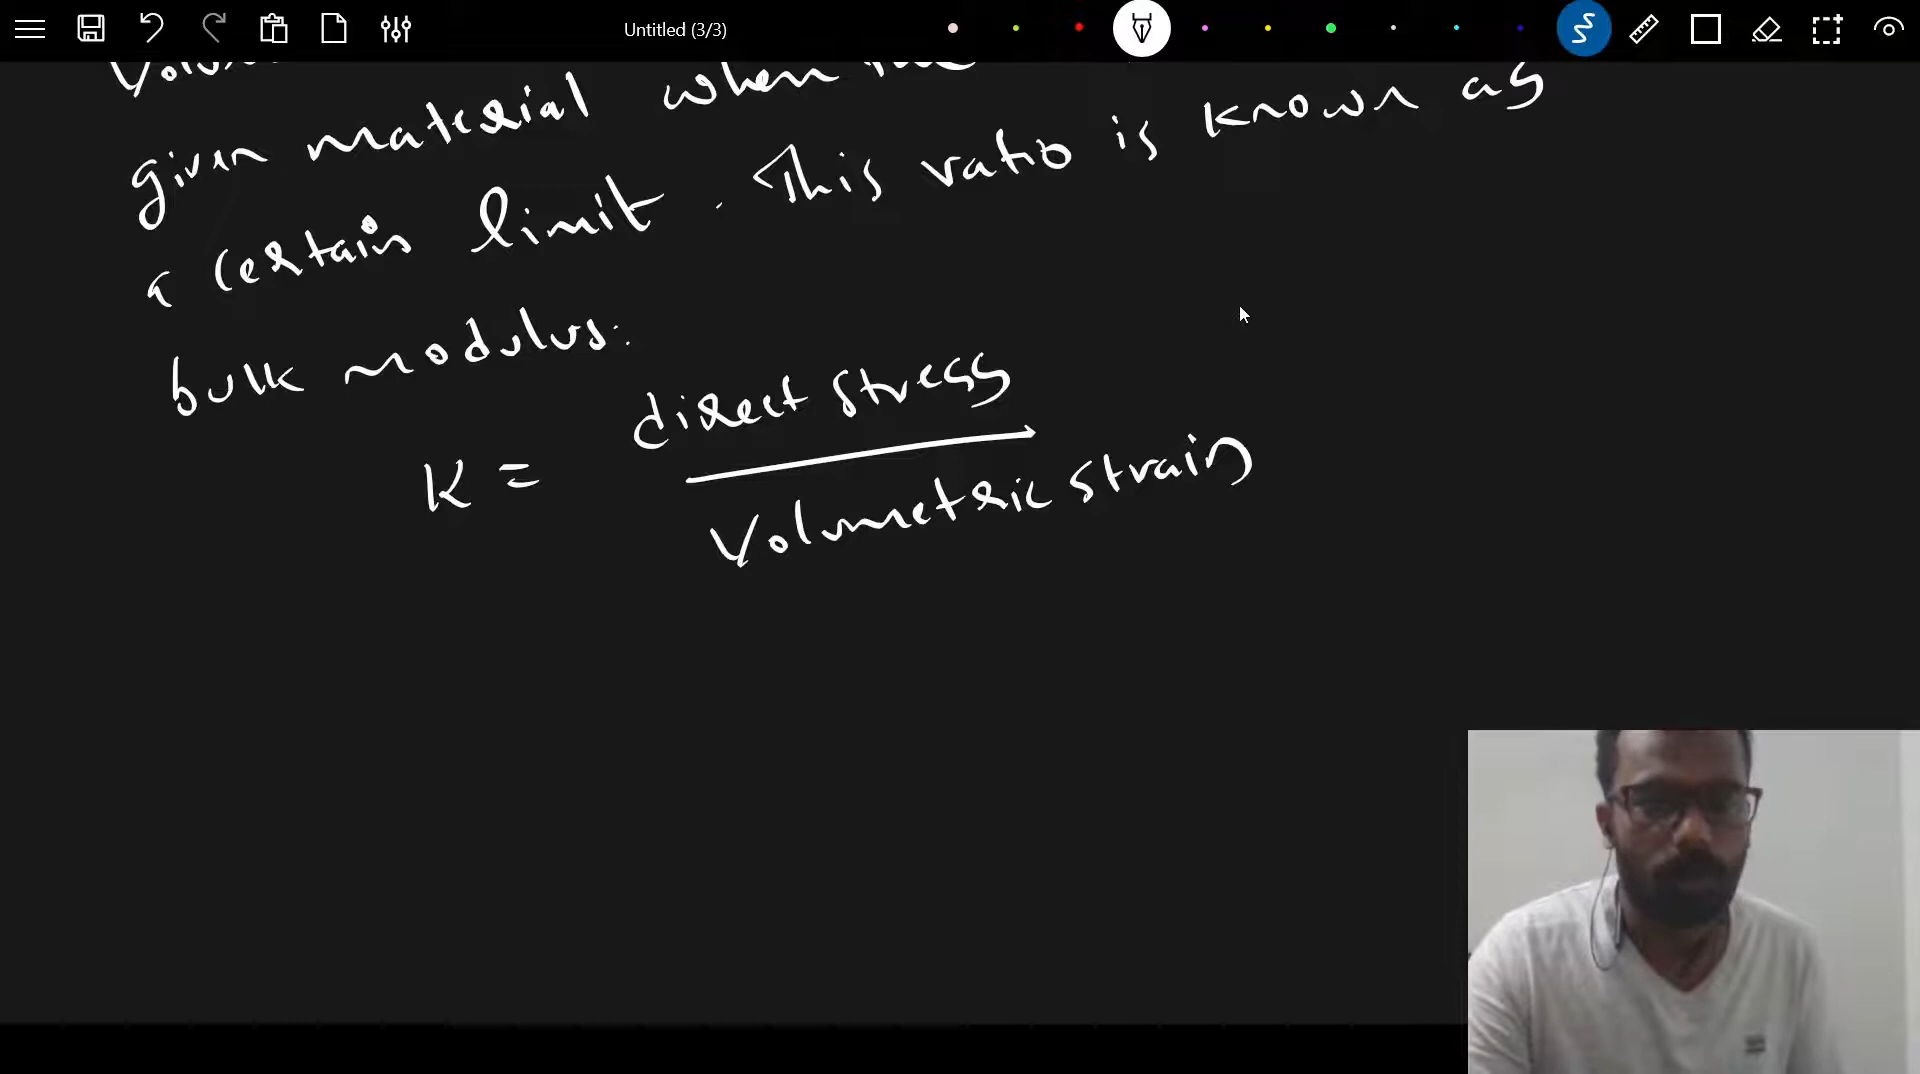 Untitled (3/3)
given material when the
a certain limit. This ratio is known as
bulk modulus.
K = direct stress
Volumetric strain